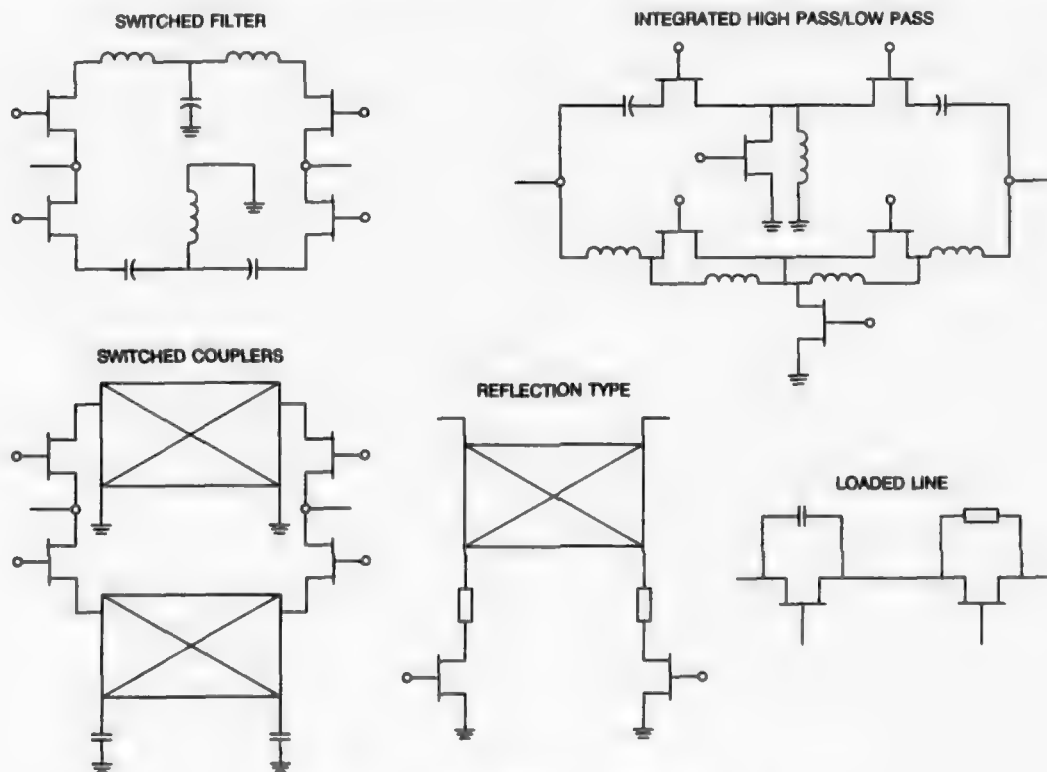 SWITCHED FILTER
INTEGRATED HIGH PASS/LOW PASS
SWITCHED COUPLERS
REFLECTION TYPE
LOADED LINE